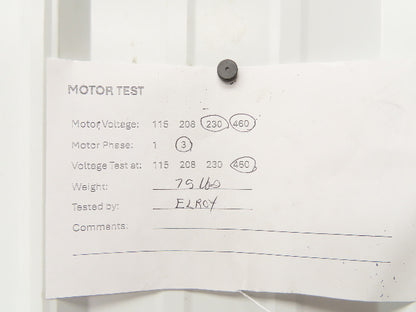 MOTOR TEST
Motor Voltage: 115 208 230 460
Motor Phase: 1 3
Voltage Test at: 115 208 230 460
Weight: 75 lbs
Tested by: ELROY
Comments: